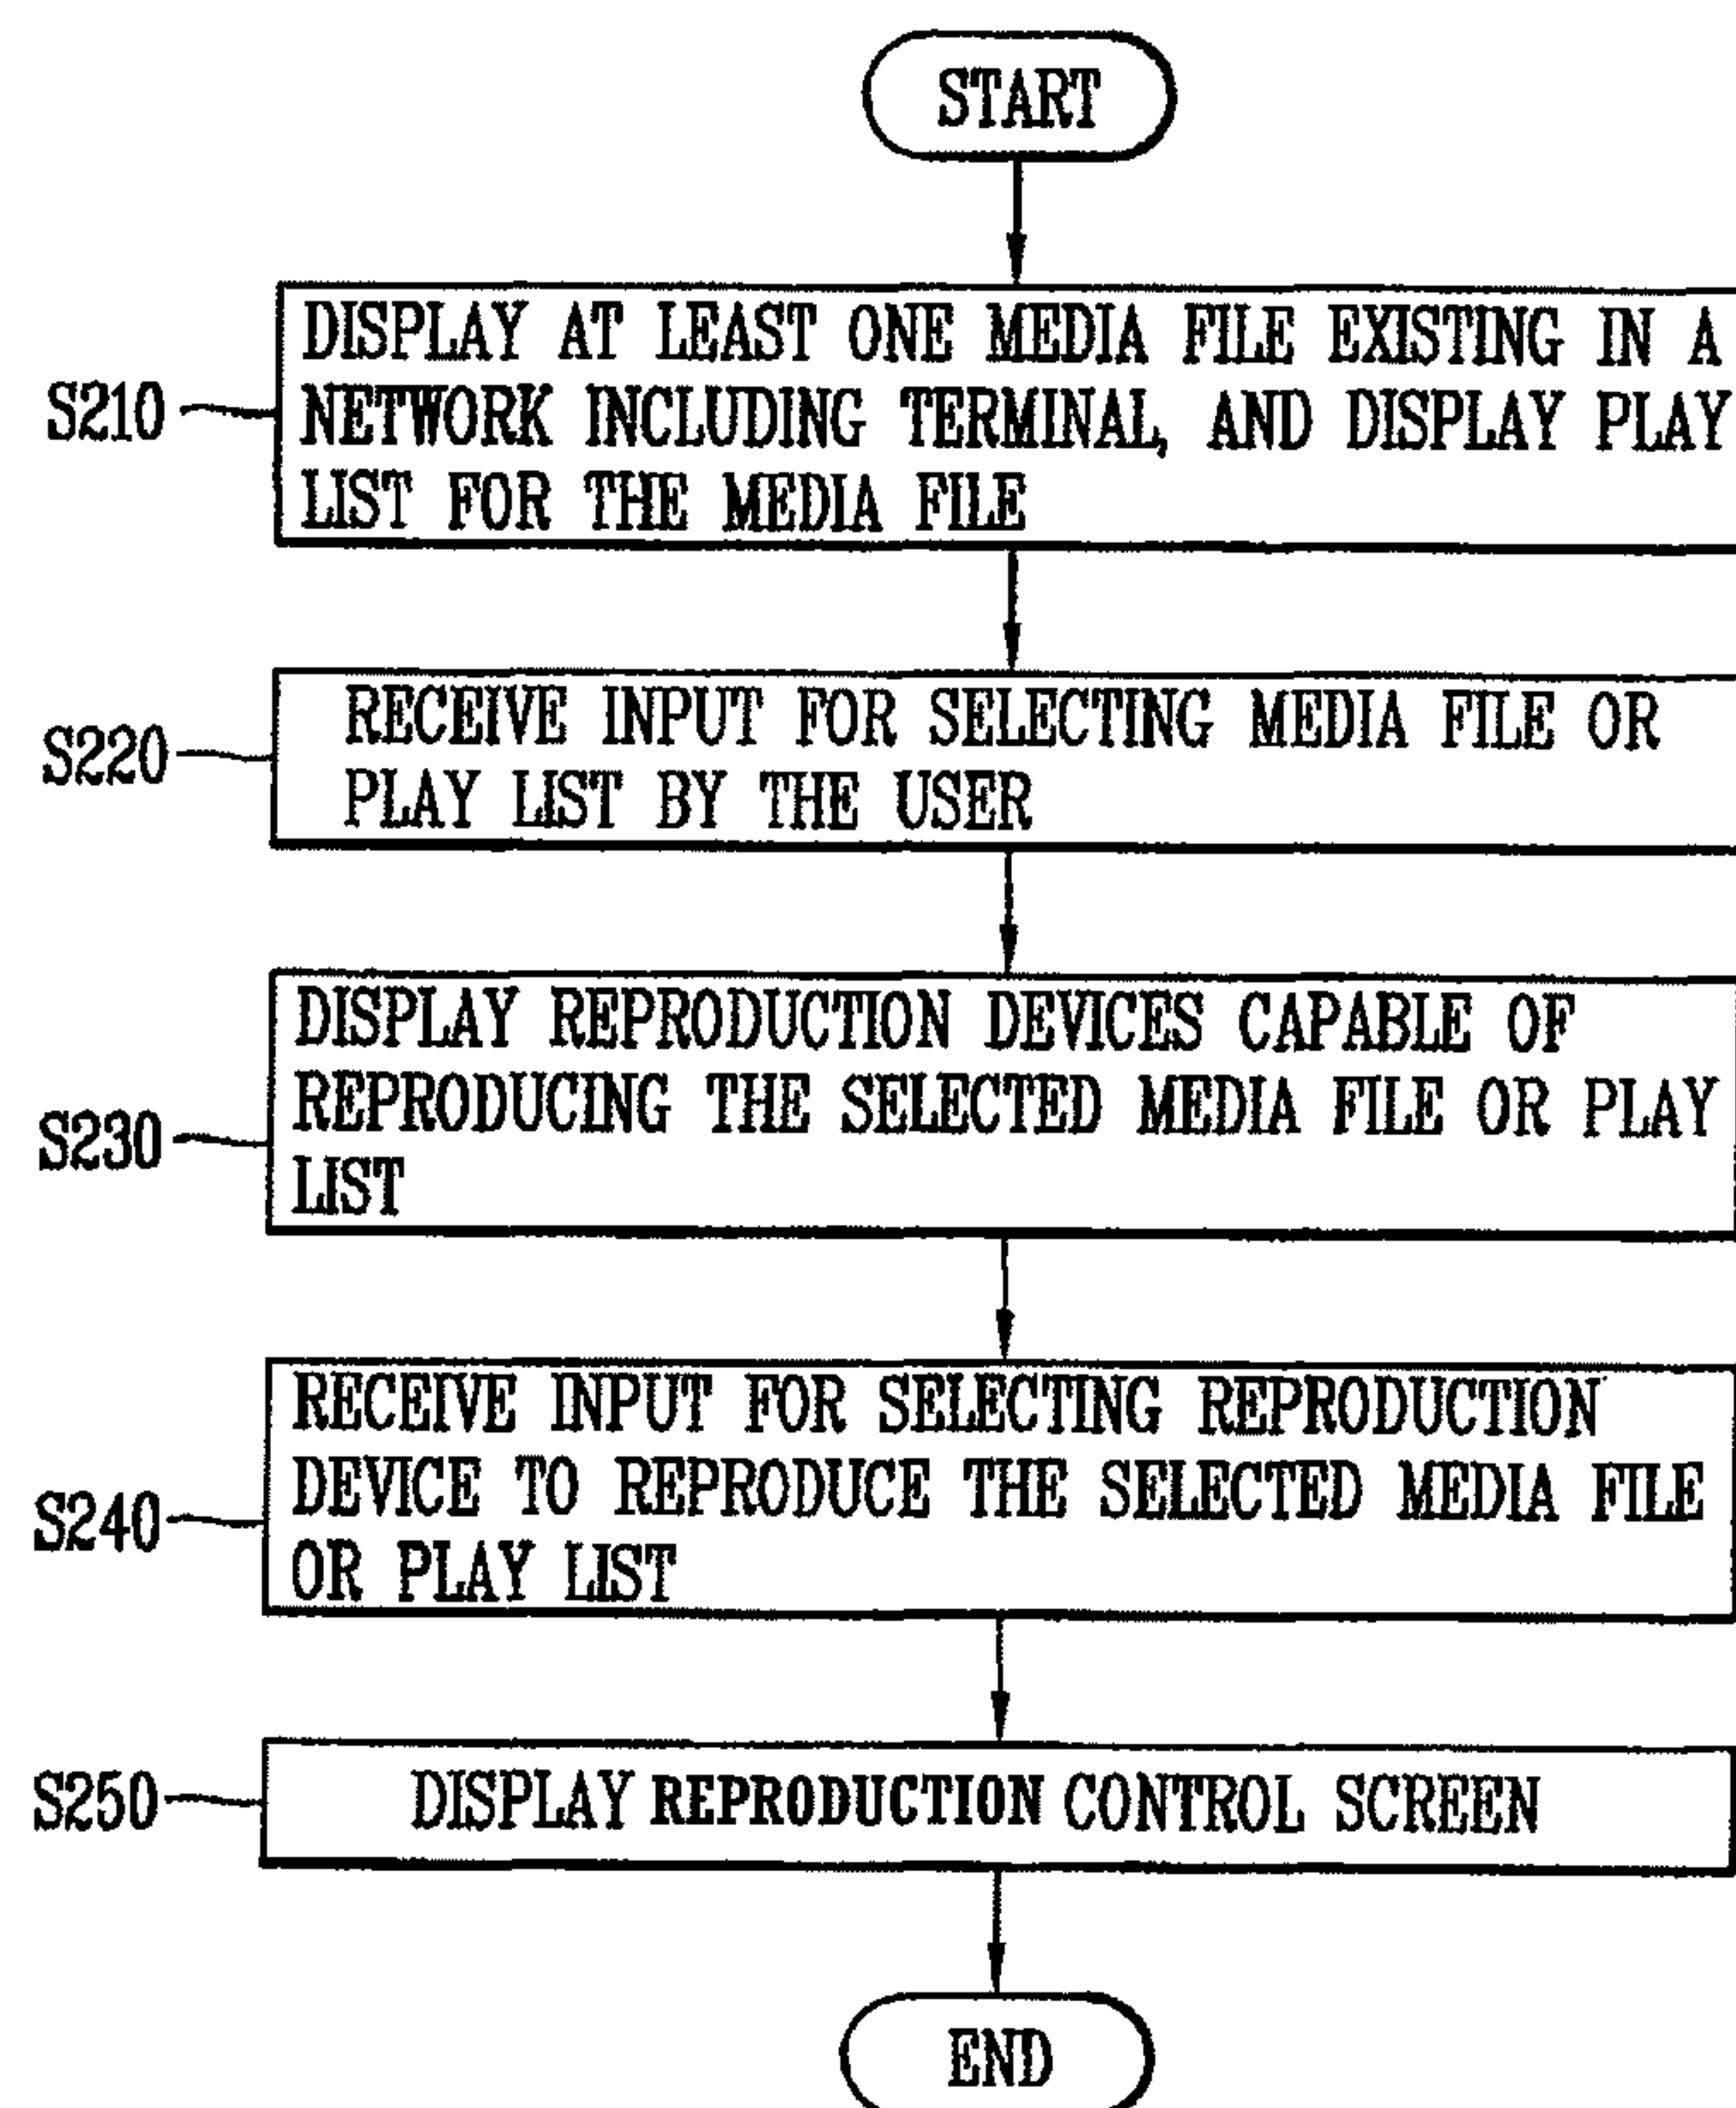 START
S210
DISPLAY AT LEAST ONE MEDIA FILE EXISTING IN A
NETWORK INCLUDING TERMINAL, AND DISPLAY PLAY
LIST FOR THE MEDIA FILE
S220
RECEIVE INPUT FOR SELECTING MEDIA FILE OR
PLAY LIST BY THE USER
S230
DISPLAY REPRODUCTION DEVICES CAPABLE OF
REPRODUCING THE SELECTED MEDIA FILE OR PLAY
LIST
S240
RECEIVE INPUT FOR SELECTING REPRODUCTION
DEVICE TO REPRODUCE THE SELECTED MEDIA FILE
OR PLAY LIST
S250
DISPLAY REPRODUCTION CONTROL SCREEN
END